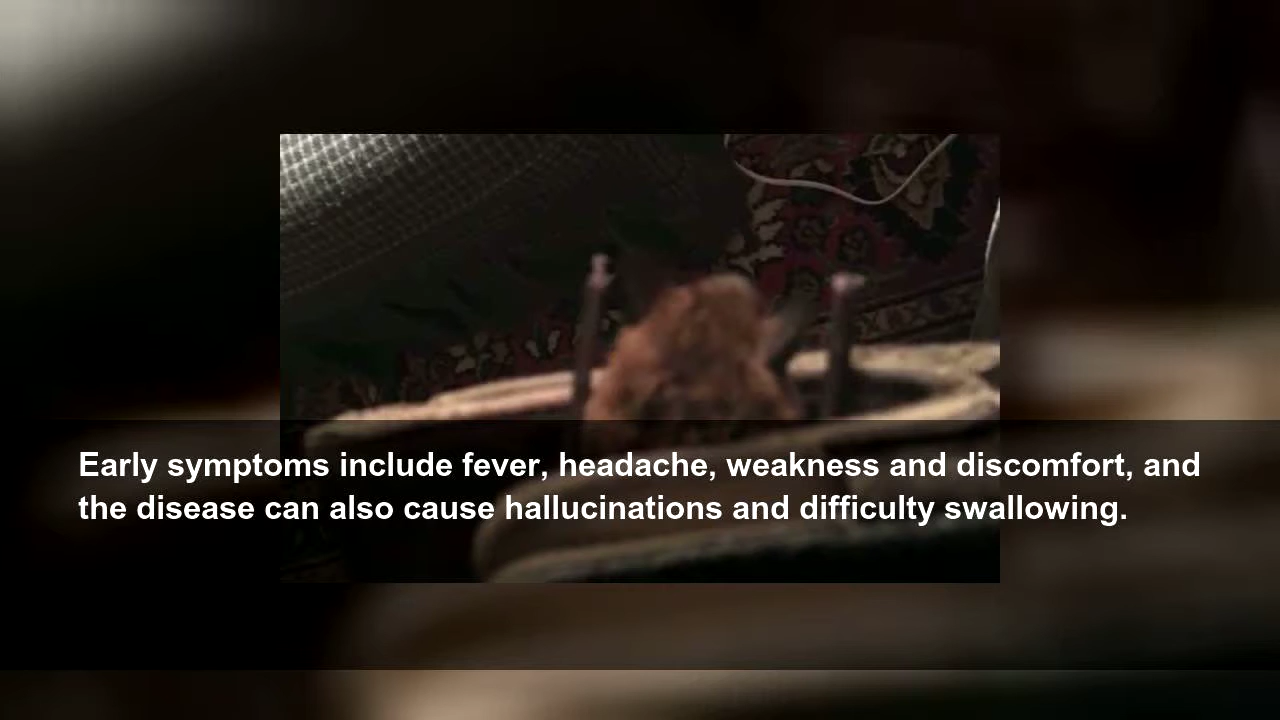 Early symptoms include fever, headache, weakness and discomfort, and
the disease can also cause hallucinations and difficulty swallowing.